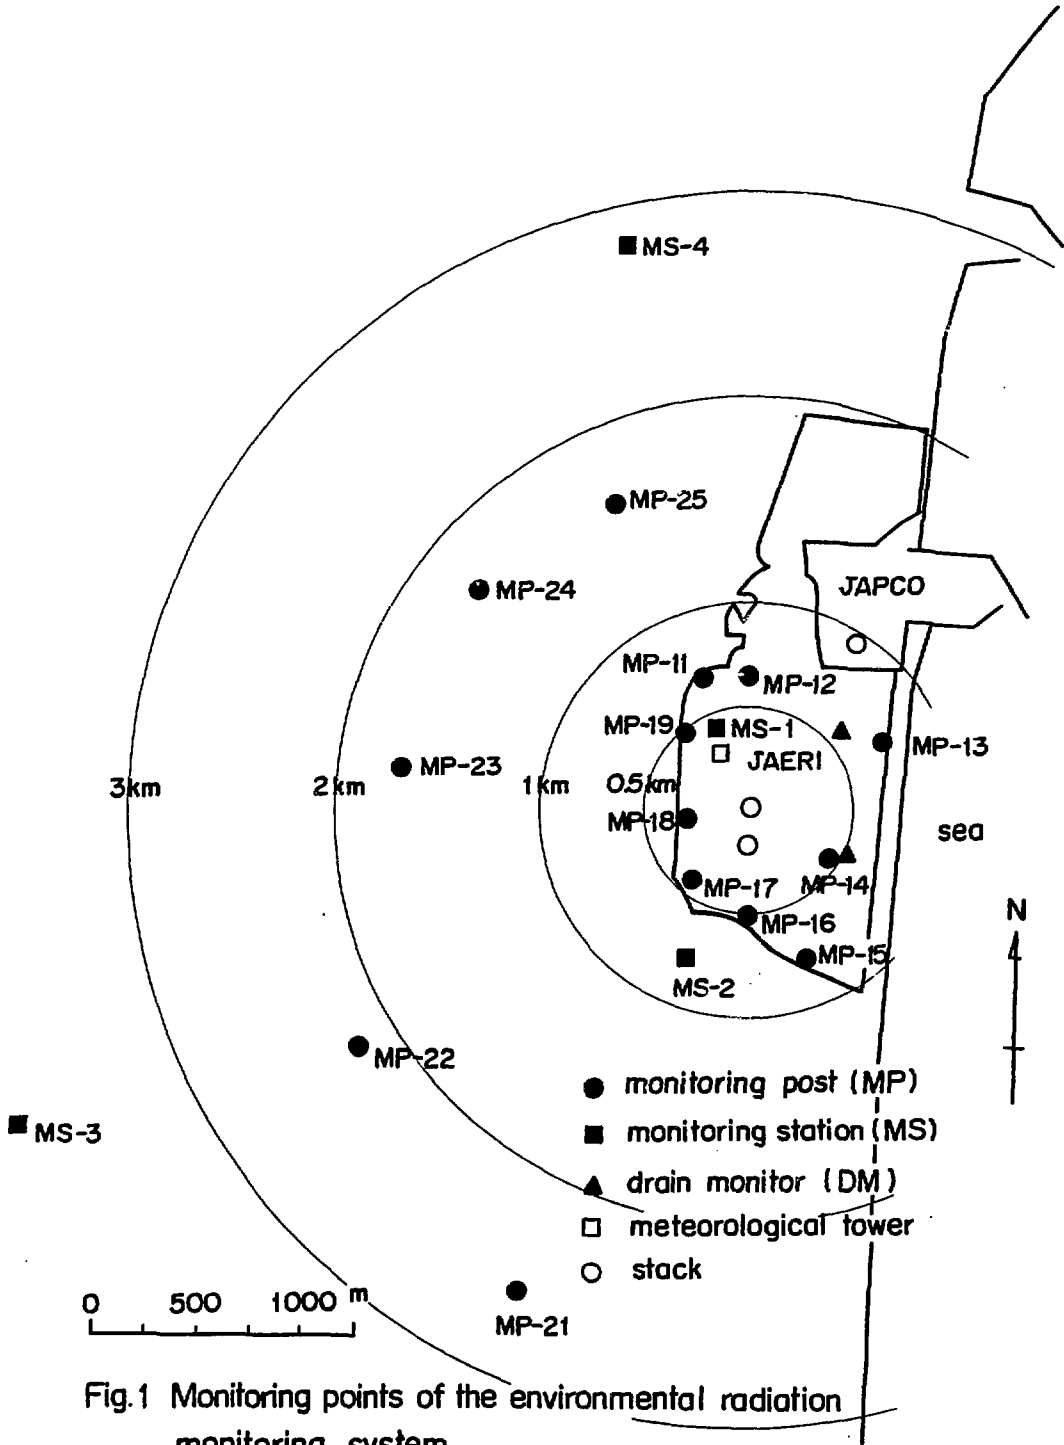 MS-4
MP-25
MP-24
JAPCO
MP-11
MP-12
MP-19
MS-1
MP-13
JAERI
MP-23
3km
2km
1km
0.5km
MP-18
sea
MP-17
MP-14
MP-16
N
MP-15
MS-2
MP-22
monitoring post (MP)
MS-3
monitoring station (MS)
drain monitor (DM)
meteorological tower
stack
0 500 1000 m
MP-21
Fig.1 Monitoring points of the environmental radiation
monitoring system